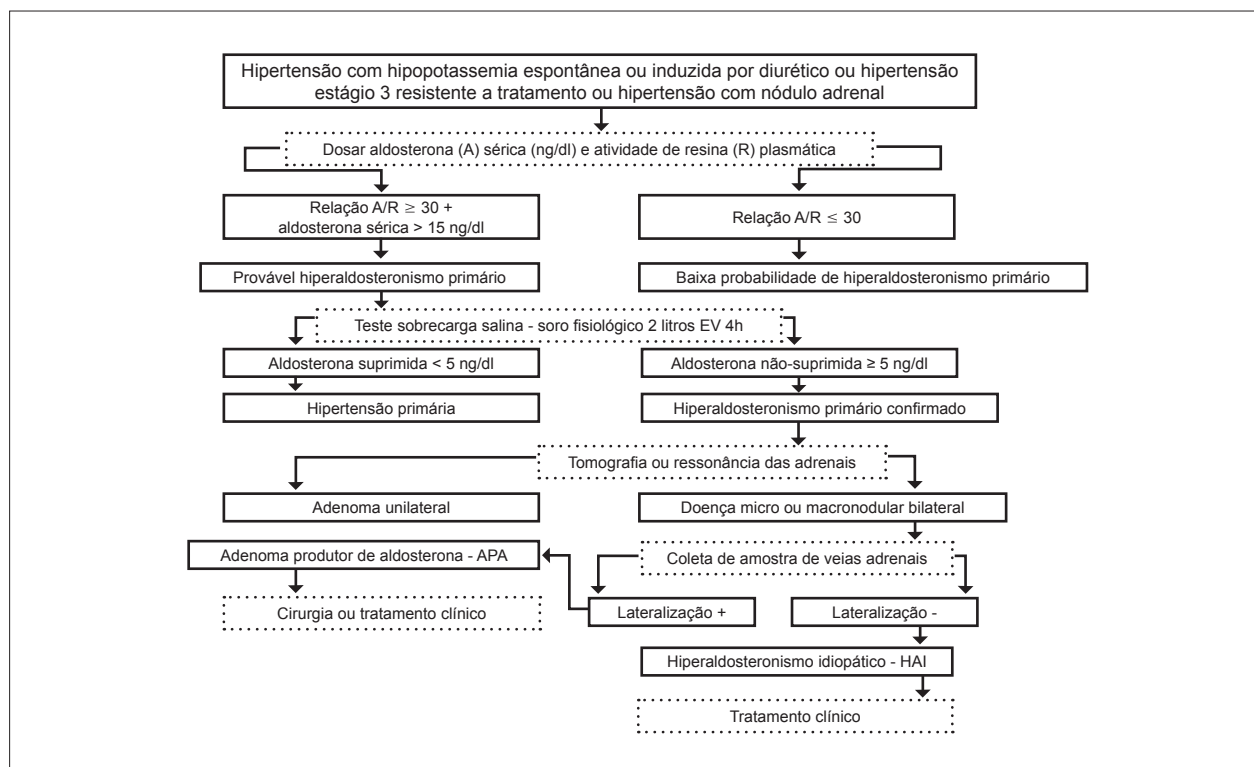 Hipertensão com hipopotassemia espontânea ou induzida por diurético ou hipertensão
estágio 3 resistente a tratamento ou hipertensão com nódulo adrenal
Dosar aldosterona (A) sérica (ng/dl) e atividade de resina (R) plasmática
Relação A/R ≥ 30 +
aldosterona sérica > 15 ng/dl
Relação A/R ≤ 30
Provável hiperaldosteronismo primário
Baixa probabilidade de hiperaldosteronismo primário
Teste sobrecarga salina - soro fisiológico 2 litros EV 4h
Aldosterona suprimida < 5 ng/dl
Aldosterona não-suprimida ≥ 5 ng/dl
Hipertensão primária
Hiperaldosteronismo primário confirmado
Tomografia ou ressonância das adrenais
Adenoma unilateral
Doença micro ou macronodular bilateral
Adenoma produtor de aldosterona - APA
Coleta de amostra de veias adrenais
Cirurgia ou tratamento clínico
Lateralização +
Lateralização -
Hiperaldosteronismo idiopático - HAI
Tratamento clínico